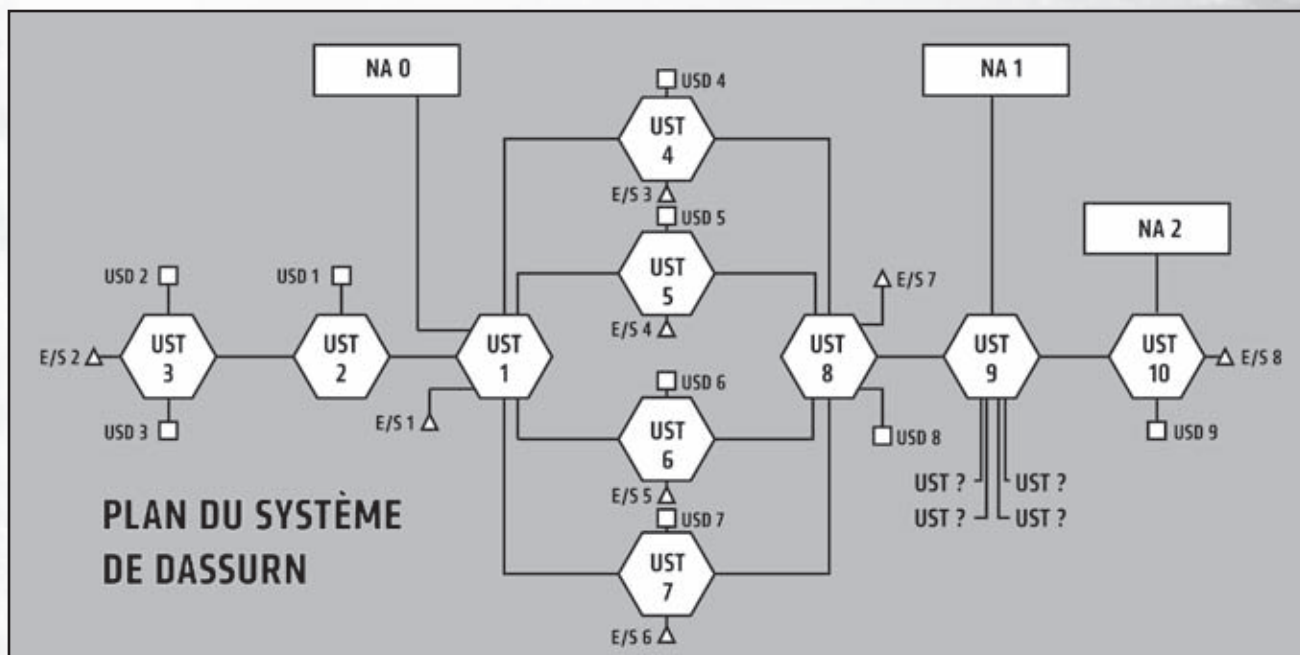 NA 0
NA 1
USD 4
UST
4
E/S 3
NA 2
USD 5
UST
5
E/S 4
USD 2
USD 1
E/S 7
E/S 2
UST
3
UST
2
UST
1
UST
8
UST
9
UST
10
E/S 8
USD 3
E/S 1
USD 6
UST
6
E/S 5
USD 8
USD 9
UST ?
UST ?
UST ?
UST ?
USD 7
UST
7
E/S 6
PLAN DU SYSTÈME
DE DASSURN